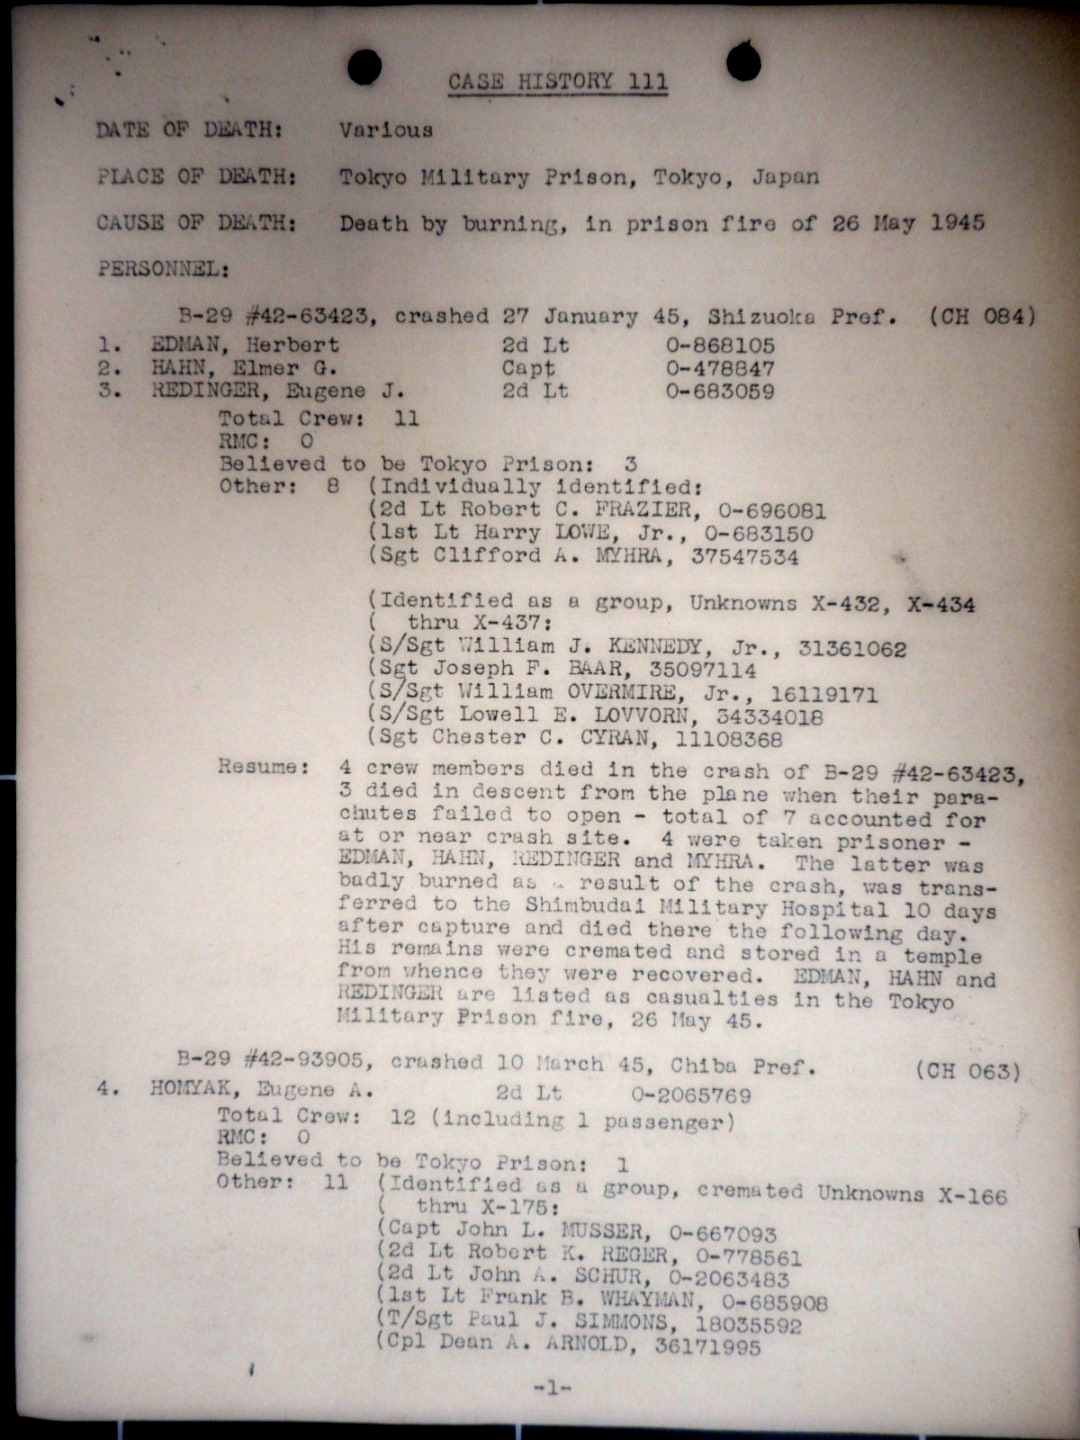 CASE HISTORY 111
DATE OF DEATH: Various
PLACE OF DEATH: Tokyo Military Prison, Tokyo, Japan
CAUSE OF DEATH: Death by burning, in prison fire of 26 May 1945
PERSONNEL:
B-29 #42-63423, crashed 27 January 45, Shizuoka Pref. (CH 084)
1. EDMAN, Herbert 2d Lt O-868105
2. HAHN, Elmer G. Capt O-478847
3. REDINGER, Eugene J. 2d Lt O-683059
Total Crew: 11
RMC: 0
Believed to be Tokyo Prison: 3
Other: 8 (Individually identified:
(2d Lt Robert C. FRAZIER, O-696081
(1st Lt Harry LOWE, Jr., O-683150
(Sgt Clifford A. MYHRA, 37547534
(Identified as a group, Unknowns X-432, X-434
( thru X-437:
(S/Sgt William J. KENNEDY, Jr., 31361062
(Sgt Joseph F. BAAR, 35097114
(S/Sgt William OVERMIRE, Jr., 16119171
(S/Sgt Lowell E. LOVVORN, 34334018
(Sgt Chester C. CYRAN, 11108368
Resume: 4 crew members died in the crash of B-29 #42-63423,
3 died in descent from the plane when their para-
chutes failed to open - total of 7 accounted for
at or near crash site. 4 were taken prisoner -
EDMAN, HAHN, REDINGER and MYHRA. The latter was
badly burned as a result of the crash, was trans-
ferred to the Shimbudai Military Hospital 10 days
after capture and died there the following day.
His remains were cremated and stored in a temple
from whence they were recovered. EDMAN, HAHN and
REDINGER are listed as casualties in the Tokyo
Military Prison fire, 26 May 45.
B-29 #42-93905, crashed 10 March 45, Chiba Pref. (CH 063)
4. HOMYAK, Eugene A. 2d Lt O-2065769
Total Crew: 12 (including 1 passenger)
RMC: 0
Believed to be Tokyo Prison: 1
Other: 11 (Identified as a group, cremated Unknowns X-166
( thru X-175:
(Capt John L. MUSSER, O-667093
(2d Lt Robert K. REGER, O-778561
(2d Lt John A. SCHUR, O-2063483
(1st Lt Frank B. WHAYMAN, O-685908
(T/Sgt Paul J. SIMMONS, 18035592
(Cpl Dean A. ARNOLD, 36171995
-1-